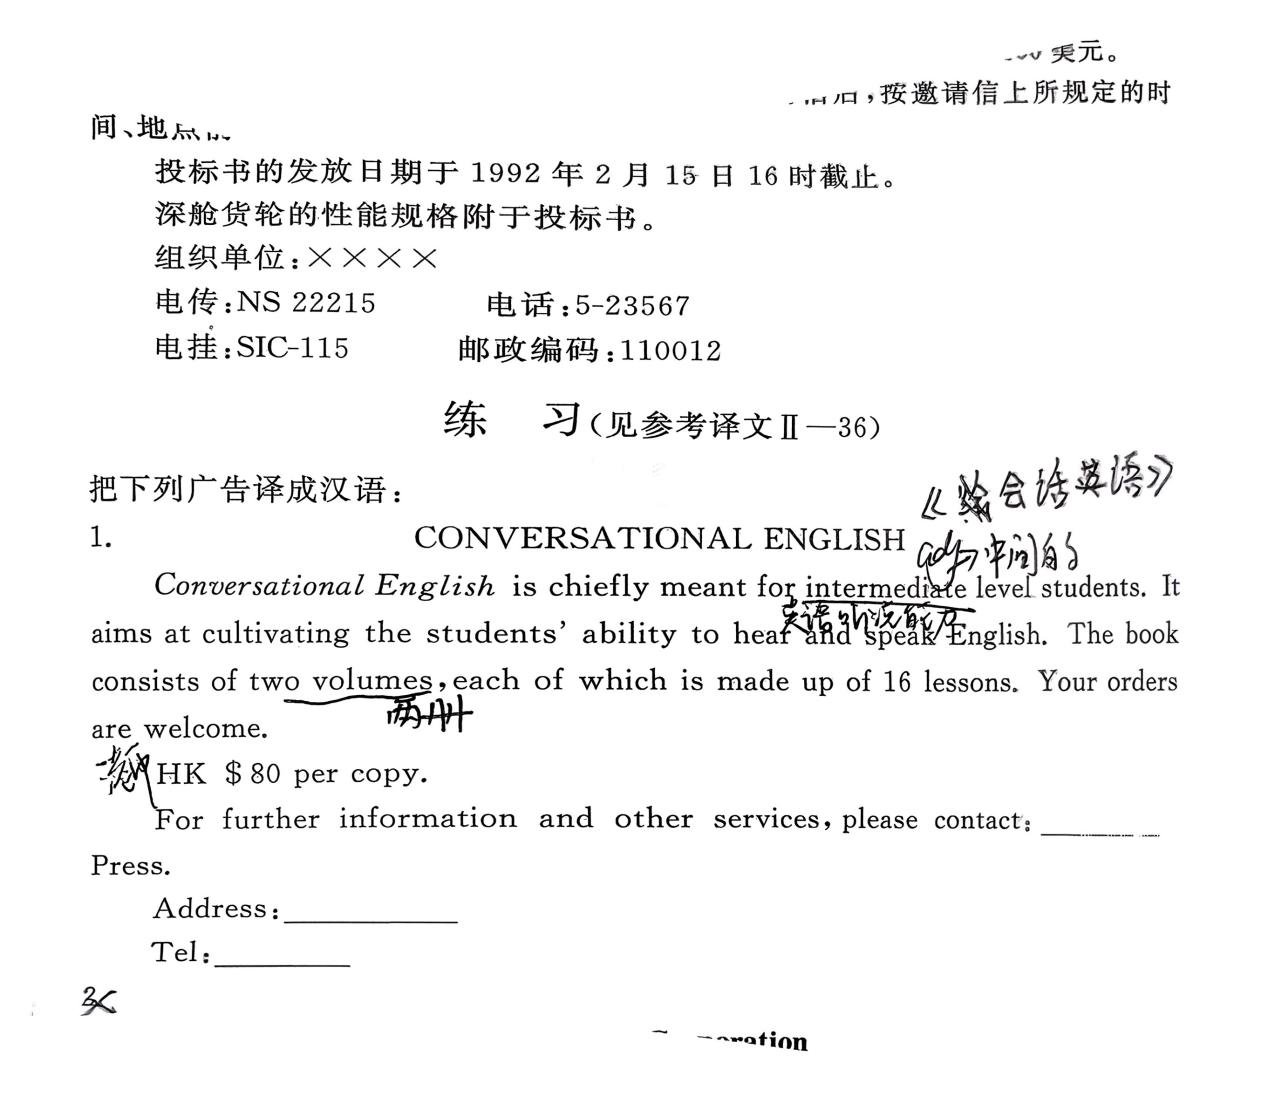 美元。
,按邀请信上所规定的时
间、地点
投标书的发放日期于 1992 年 2 月 15 日 16 时截止。
深舱货轮的性能规格附于投标书。
组织单位:××××
电传:NS 22215 电话:5-23567
电挂:SIC-115 邮政编码:110012
练 习(见参考译文Ⅱ—36)
把下列广告译成汉语:
《会话英语》
1. CONVERSATIONAL ENGLISH
adj 中间的
Conversational English is chiefly meant for intermediate level students. It
英语听说能力
aims at cultivating the students' ability to hear and speak English. The book
consists of two volumes, each of which is made up of 16 lessons. Your orders
两册
are welcome.
HK $80 per copy.
For further information and other services, please contact: ______
Press.
Address: ______
Tel: ______